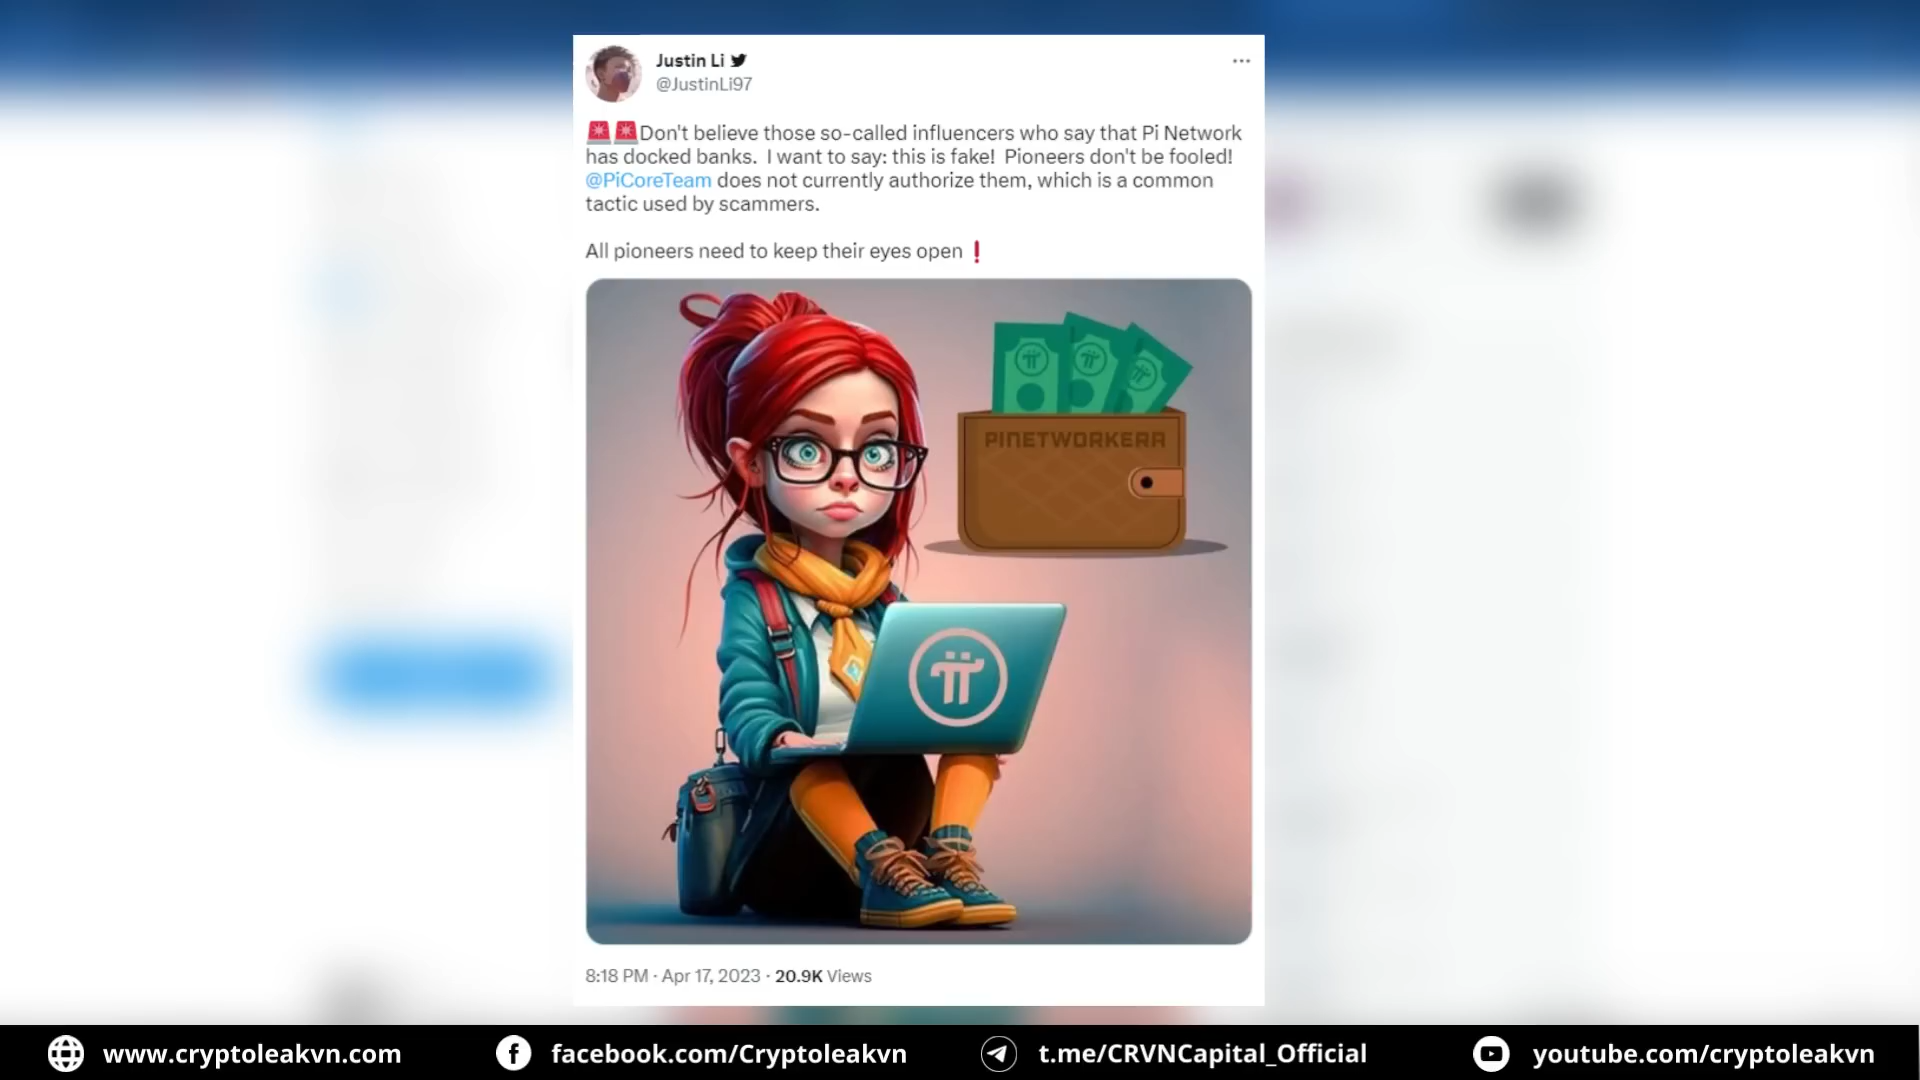 Justin Li
@JustinLi97
🚨🚨Don't believe those so-called influencers who say that Pi Network
has docked banks.  I want to say: this is fake!  Pioneers don't be fooled!
@PiCoreTeam does not currently authorize them, which is a common
tactic used by scammers.
All pioneers need to keep their eyes open❗
PINETWORKERR
8:18 PM · Apr 17, 2023 · 20.9K Views
www.cryptoleakvn.com
facebook.com/Cryptoleakvn
t.me/CRVNCapital_Official
youtube.com/cryptoleakvn